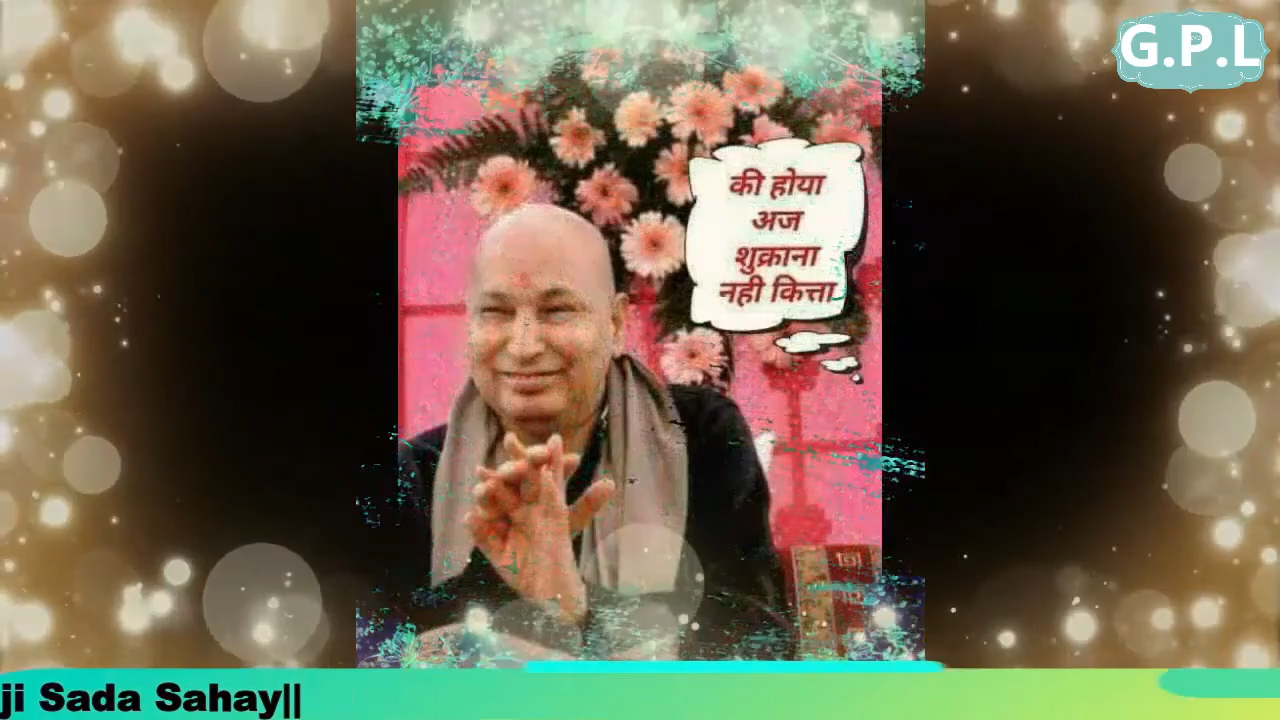 G.P.L
की होया
अज
शुक्राना
नही कित्ता
ji Sada Sahay||